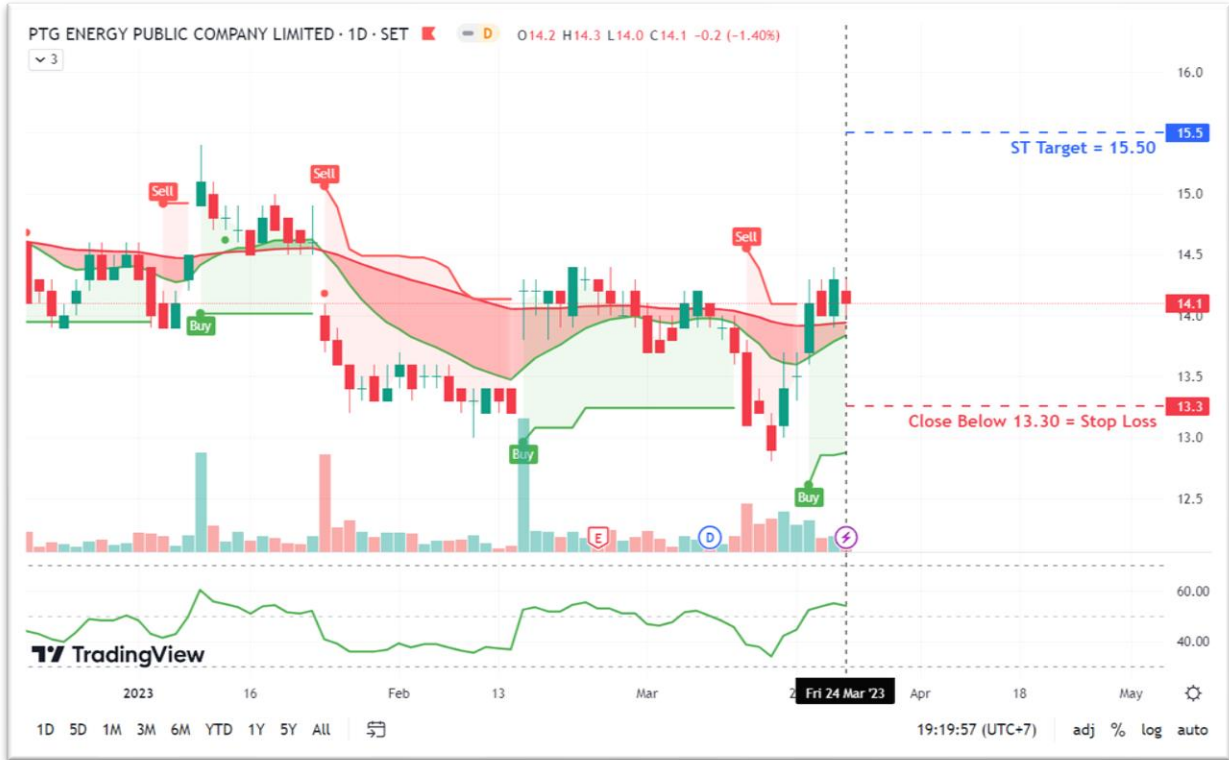 PTG ENERGY PUBLIC COMPANY LIMITED · 1D · SET D O14.2 H14.3 L14.0 C14.1 −0.2 (−1.40%)
3
16.0
15.5
ST Target = 15.50
Sell
Sell
15.0
Sell
14.5
14.1
14.0
Buy
13.5
13.3
Close Below 13.30 = Stop Loss
13.0
Buy
Buy
12.5
E
D
60.00
40.00
TradingView
2023 16 Feb 13 Mar Fri 24 Mar '23 Apr 18 May
1D 5D 1M 3M 6M YTD 1Y 5Y All 19:19:57 (UTC+7) adj % log auto